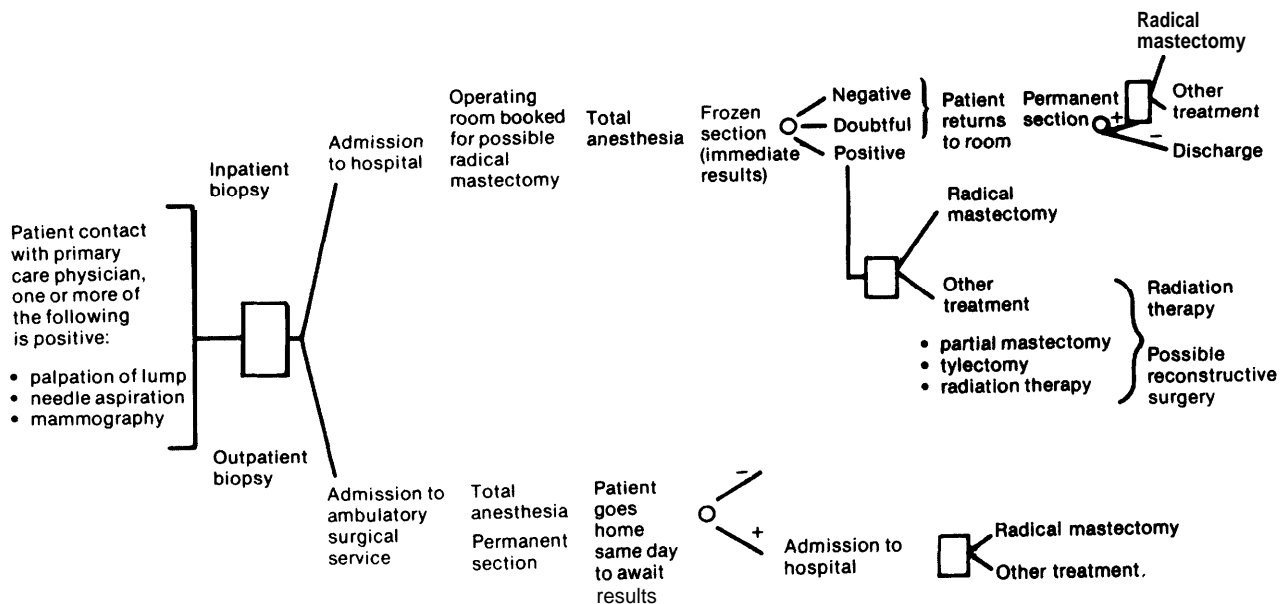 Patient contact
with primary
care physician,
one or more of
the following
is positive:
• palpation of lump
• needle aspiration
• mammography
Inpatient
biopsy
Admission
to hospital
Operating
room booked
for possible
radical
mastectomy
Total
anesthesia
Frozen
section
(immediate
results)
Negative
Doubtful
Positive
Patient
returns
to room
Permanent
section
+
Radical
mastectomy
Other
treatment
–
Discharge
Radical
mastectomy
Other
treatment
• partial mastectomy
• tylectomy
• radiation therapy
Radiation
therapy
Possible
reconstructive
surgery
Outpatient
biopsy
Admission to
ambulatory
surgical
service
Total
anesthesia
Permanent
section
Patient
goes
home
same day
to await
results
–
+
Admission to
hospital
Radical mastectomy
Other treatment.